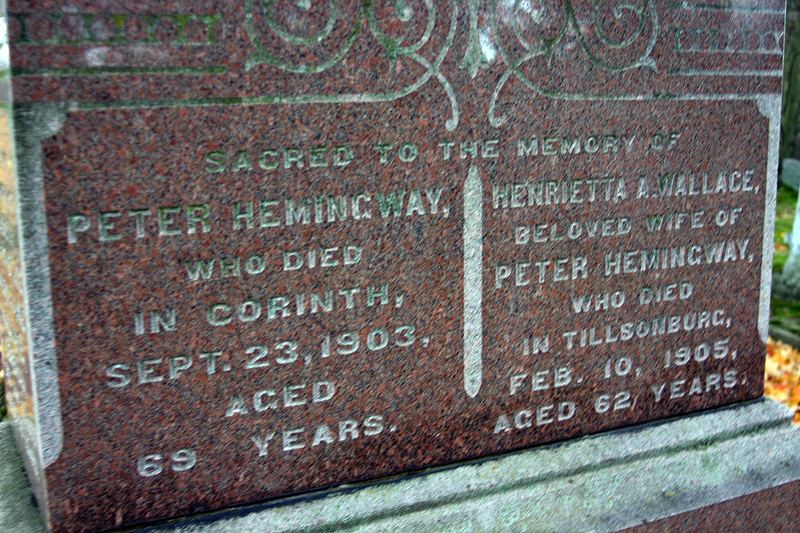 SACRED TO THE MEMORY OF
PETER HEMINGWAY,
WHO DIED
IN CORINTH,
SEPT. 23, 1903,
AGED
69 YEARS.
HENRIETTA A. WALLACE,
BELOVED WIFE OF
PETER HEMINGWAY,
WHO DIED
IN TILLSONBURG,
FEB. 10, 1905,
AGED 62 YEARS.